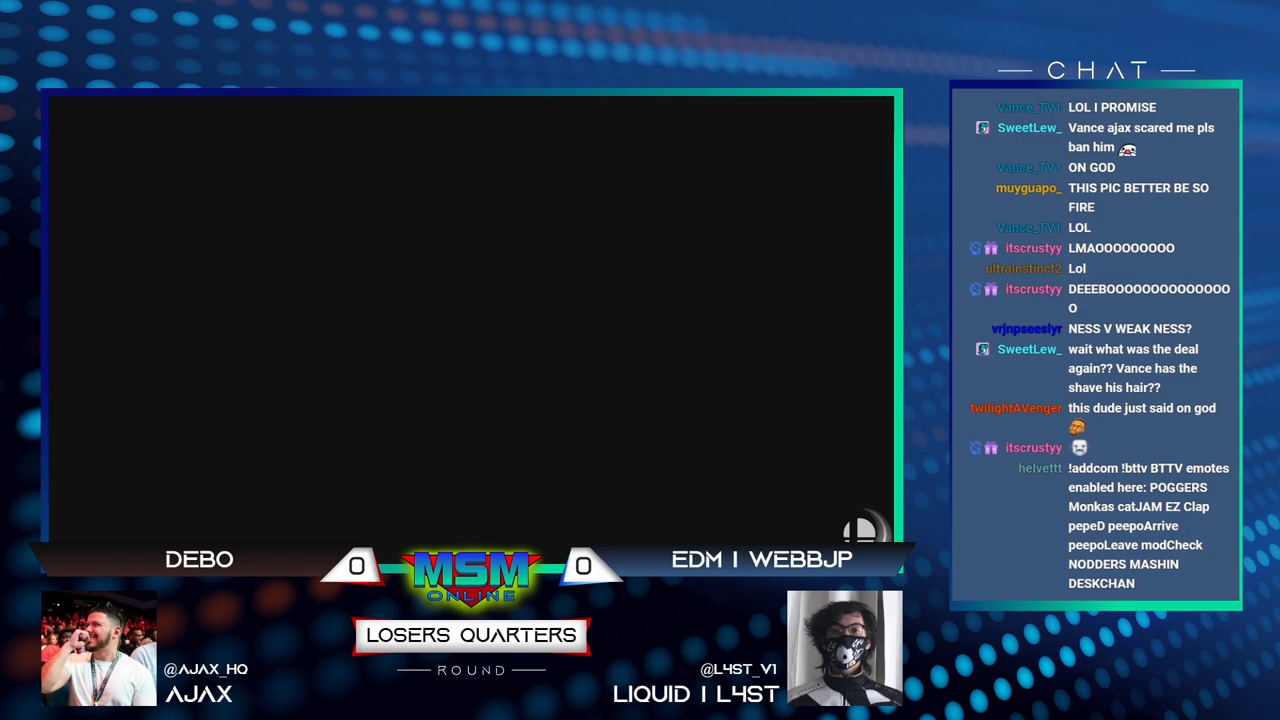 CHAT
Vance_TV1 LOL I PROMISE
SweetLew_ Vance ajax scared me pls
ban him
Vance_TV1 ON GOD
muyguapo_ THIS PIC BETTER BE SO
FIRE
Vance_TV1 LOL
itscrustyy LMAOOOOOOOOO
ultrainstinct2 Lol
itscrustyy DEEEBOOOOOOOOOOOOOOO
O
vrjnpseeslyr NESS V WEAK NESS?
SweetLew_ wait what was the deal
again?? Vance has the
shave his hair??
twilightAVenger this dude just said on god
itscrustyy
helvettt !addcom !bttv BTTV emotes
enabled here: POGGERS
Monkas catJAM EZ Clap
pepeD peepoArrive
peepoLeave modCheck
NODDERS MASHIN
DESKCHAN
DEBO 0 MSM 0 EDM | WEBBJP
ONLINE
LOSERS QUARTERS
ROUND
@AJAX_HQ
AJAX
@L4ST_V1
LIQUID | L4ST